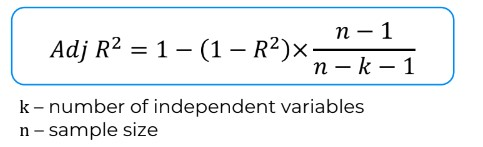 Adj R² = 1 − (1 − R²)× n − 1 / n − k − 1
k – number of independent variables
n – sample size